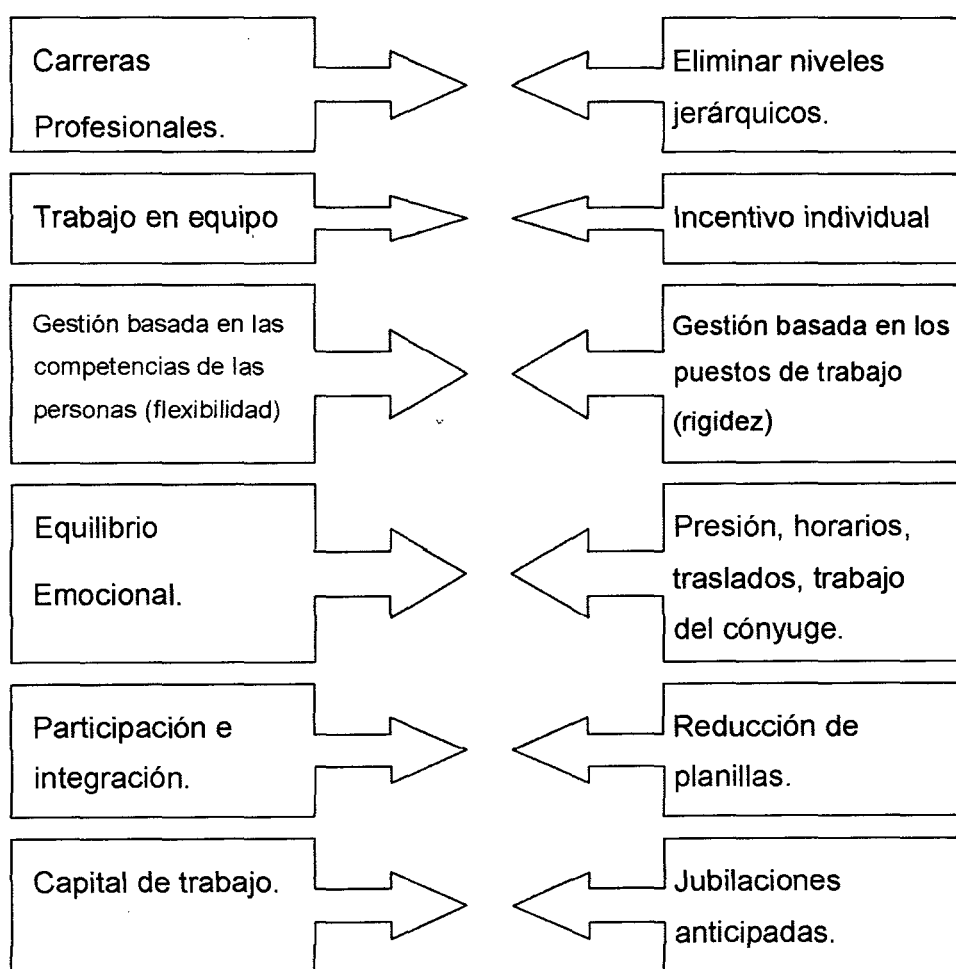 Carreras
Profesionales.
Eliminar niveles
jerárquicos.
Trabajo en equipo
Incentivo individual
Gestión basada en las
competencias de las
personas (flexibilidad)
Gestión basada en los
puestos de trabajo
(rigidez)
Equilibrio
Emocional.
Presión, horarios,
traslados, trabajo
del cónyuge.
Participación e
integración.
Reducción de
planillas.
Capital de trabajo.
Jubilaciones
anticipadas.